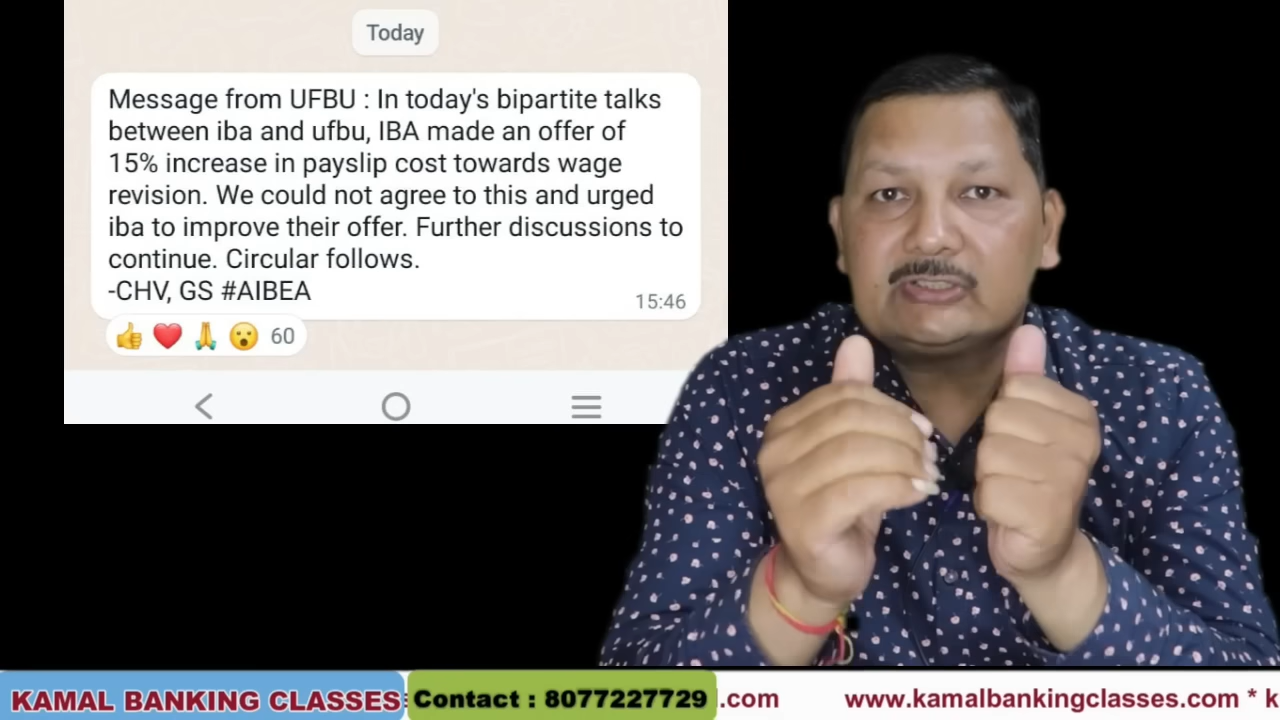 Today
Message from UFBU : In today's bipartite talks
between iba and ufbu, IBA made an offer of
15% increase in payslip cost towards wage
revision. We could not agree to this and urged
iba to improve their offer. Further discussions to
continue. Circular follows.
-CHV, GS #AIBEA
15:46
60
KAMAL BANKING CLASSES
Contact : 8077227729
.com
www.kamalbankingclasses.com * k